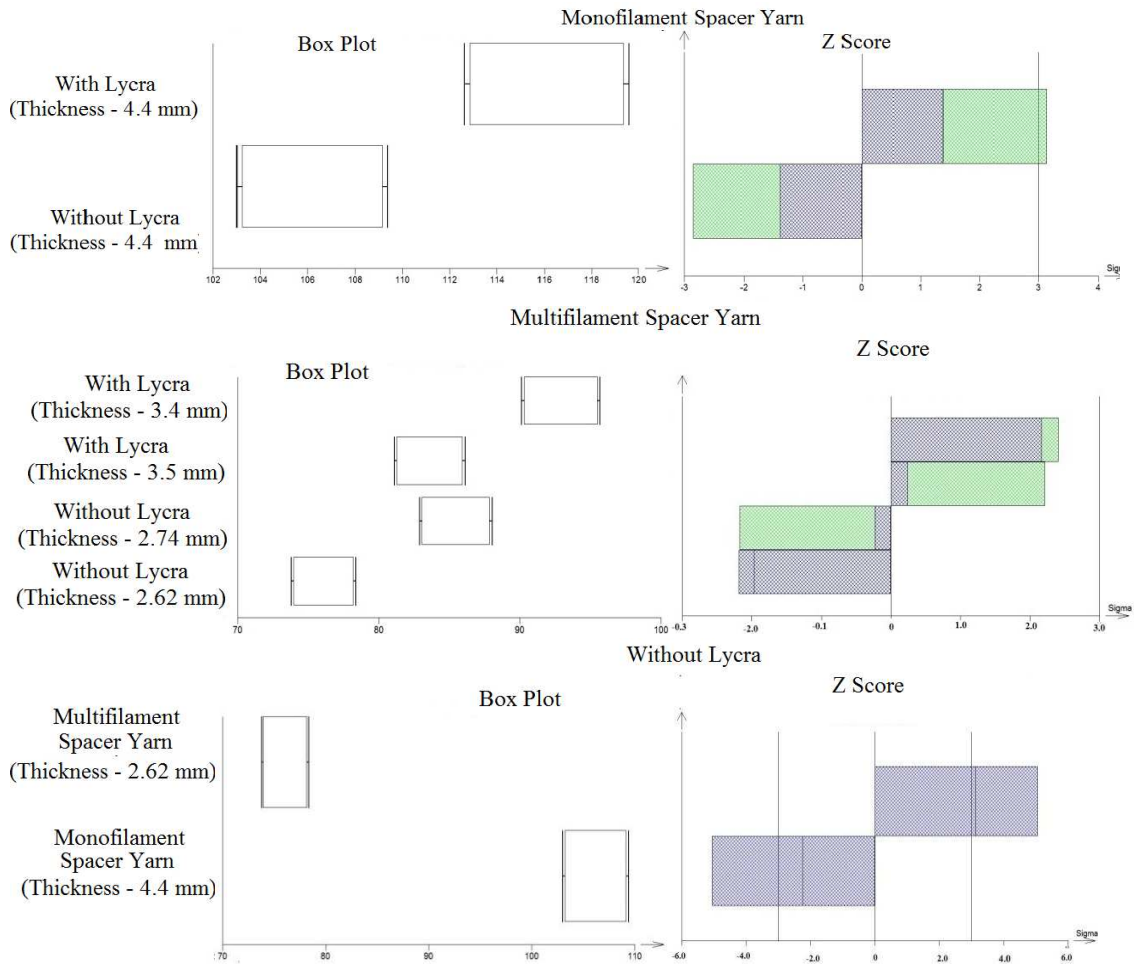 Monofilament Spacer Yarn
Box Plot
Z Score
With Lycra
(Thickness - 4.4 mm)
Without Lycra
(Thickness - 4.4 mm)
102 104 106 108 110 112 114 116 118 120
-3 -2 -1 0 1 2 3 4
Sigm
Multifilament Spacer Yarn
Box Plot
Z Score
With Lycra
(Thickness - 3.4 mm)
With Lycra
(Thickness - 3.5 mm)
Without Lycra
(Thickness - 2.74 mm)
Without Lycra
(Thickness - 2.62 mm)
70 80 90 100
-0.3 -2.0 -0.1 0 1.0 2.0 3.0
Sigma
Without Lycra
Box Plot
Z Score
Multifilament
Spacer Yarn
(Thickness - 2.62 mm)
Monofilament
Spacer Yarn
(Thickness - 4.4 mm)
70 80 90 100 110
-6.0 -4.0 -2.0 0 2.0 4.0 6.0
Sigma